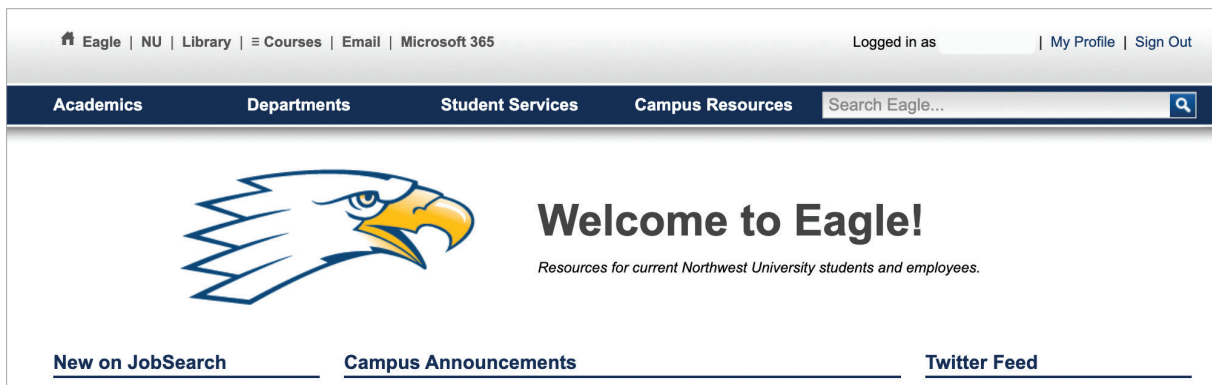 Eagle | NU | Library | ≡ Courses | Email | Microsoft 365
Logged in as | My Profile | Sign Out
Academics Departments Student Services Campus Resources Search Eagle...
Welcome to Eagle!
Resources for current Northwest University students and employees.
New on JobSearch Campus Announcements Twitter Feed